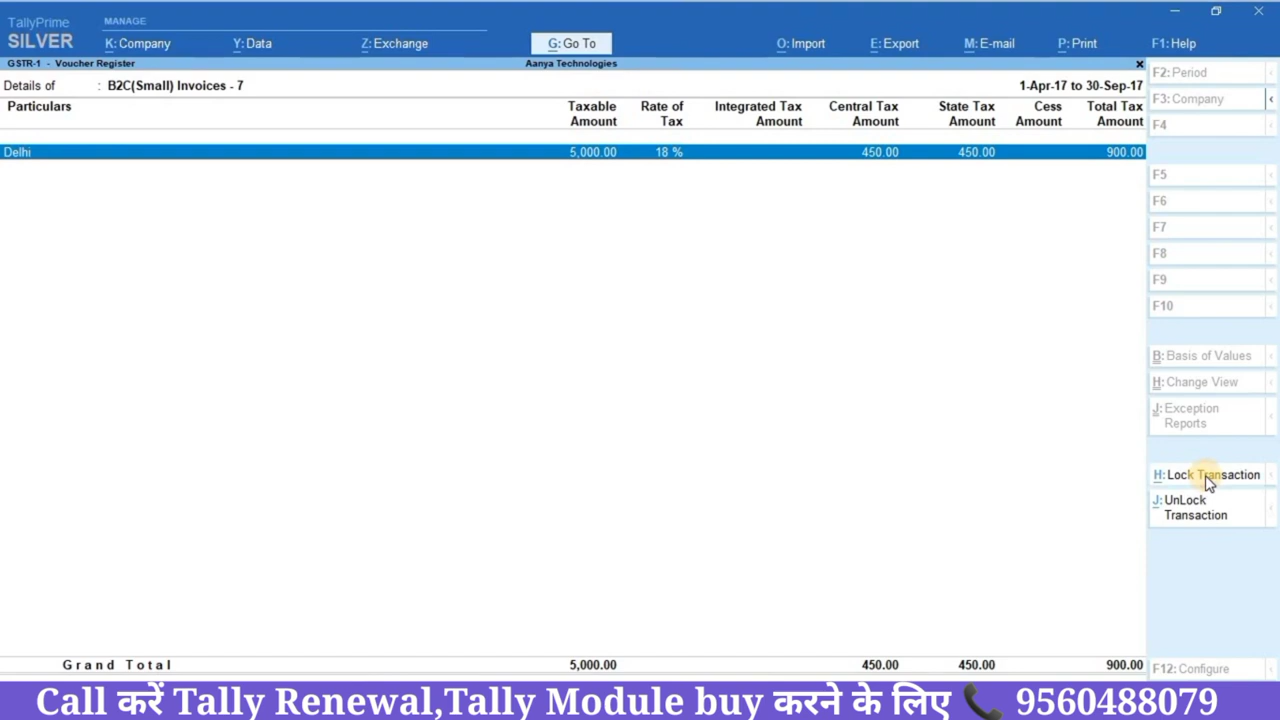 TallyPrime
SILVER
MANAGE
K: Company Y: Data Z: Exchange G: Go To O: Import E: Export M: E-mail P: Print F1: Help
GSTR-1 - Voucher Register Aanya Technologies
Details of : B2C(Small) Invoices - 7 1-Apr-17 to 30-Sep-17
Particulars Taxable Rate of Integrated Tax Central Tax State Tax Cess Total Tax
Amount Tax Amount Amount Amount Amount Amount
Delhi 5,000.00 18 % 450.00 450.00 900.00
Grand Total 5,000.00 450.00 450.00 900.00
F2: Period
F3: Company
F4
F5
F6
F7
F8
F9
F10
B: Basis of Values
H: Change View
J: Exception
Reports
H: Lock Transaction
J: UnLock
Transaction
F12: Configure
Call करें Tally Renewal,Tally Module buy करने के लिए 📞 9560488079